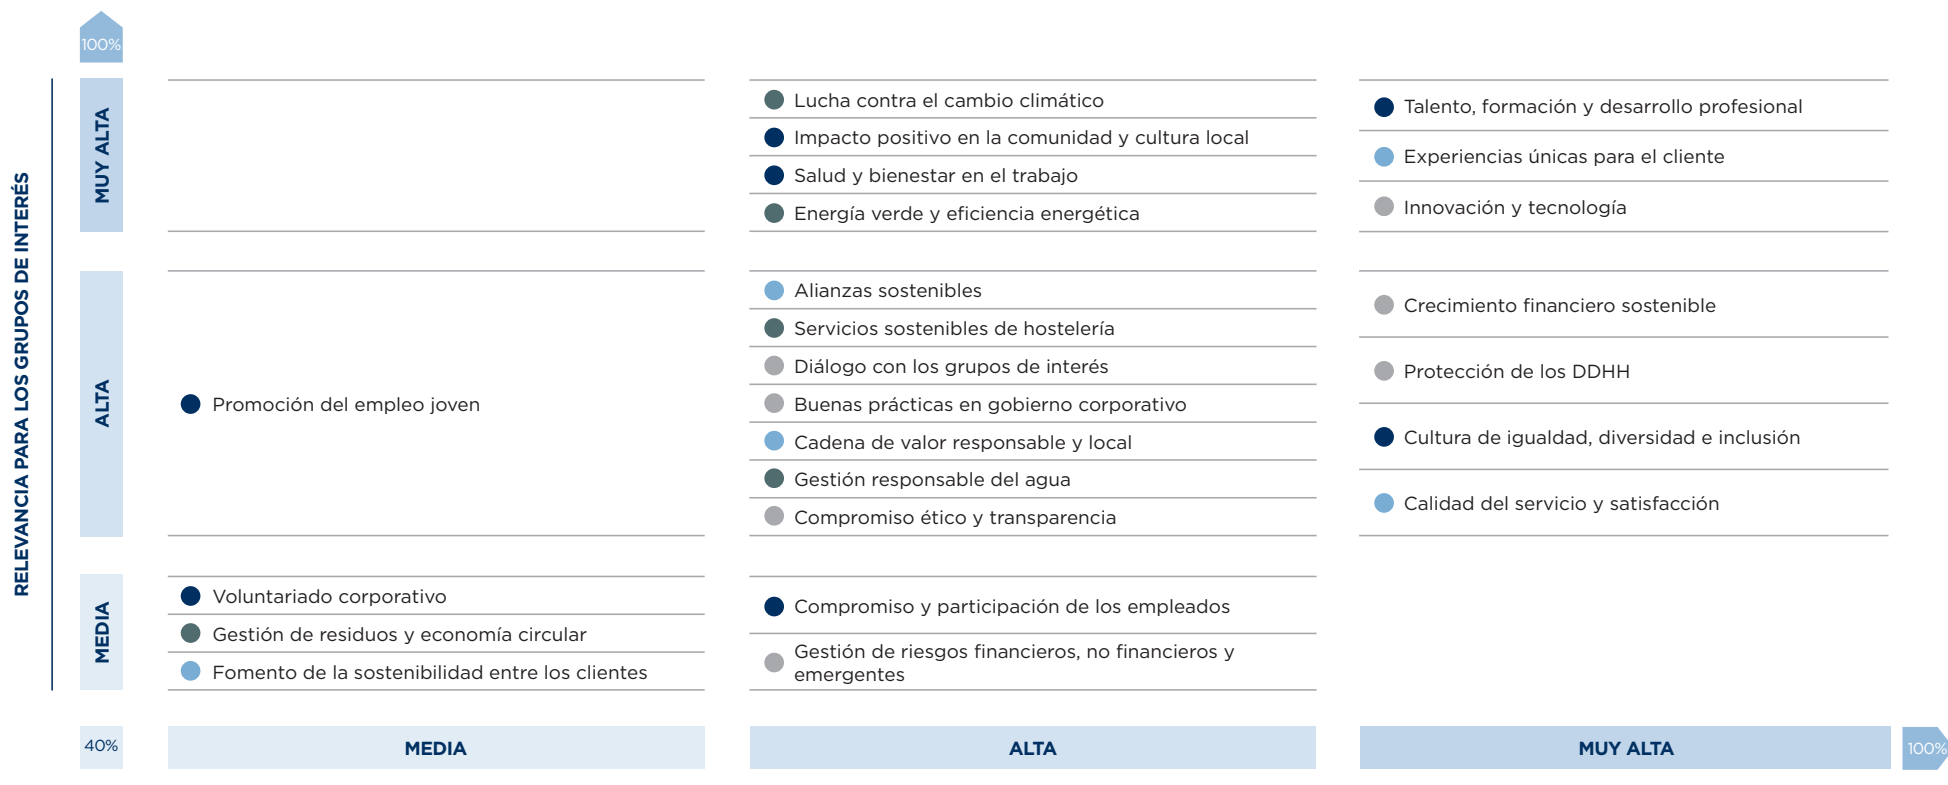 100%
RELEVANCIA PARA LOS GRUPOS DE INTERÉS
MUY ALTA
Lucha contra el cambio climático
Impacto positivo en la comunidad y cultura local
Salud y bienestar en el trabajo
Energía verde y eficiencia energética
Talento, formación y desarrollo profesional
Experiencias únicas para el cliente
Innovación y tecnología
ALTA
Promoción del empleo joven
Alianzas sostenibles
Servicios sostenibles de hostelería
Diálogo con los grupos de interés
Buenas prácticas en gobierno corporativo
Cadena de valor responsable y local
Gestión responsable del agua
Compromiso ético y transparencia
Crecimiento financiero sostenible
Protección de los DDHH
Cultura de igualdad, diversidad e inclusión
Calidad del servicio y satisfacción
MEDIA
Voluntariado corporativo
Gestión de residuos y economía circular
Fomento de la sostenibilidad entre los clientes
Compromiso y participación de los empleados
Gestión de riesgos financieros, no financieros y
emergentes
40%
MEDIA
ALTA
MUY ALTA
100%